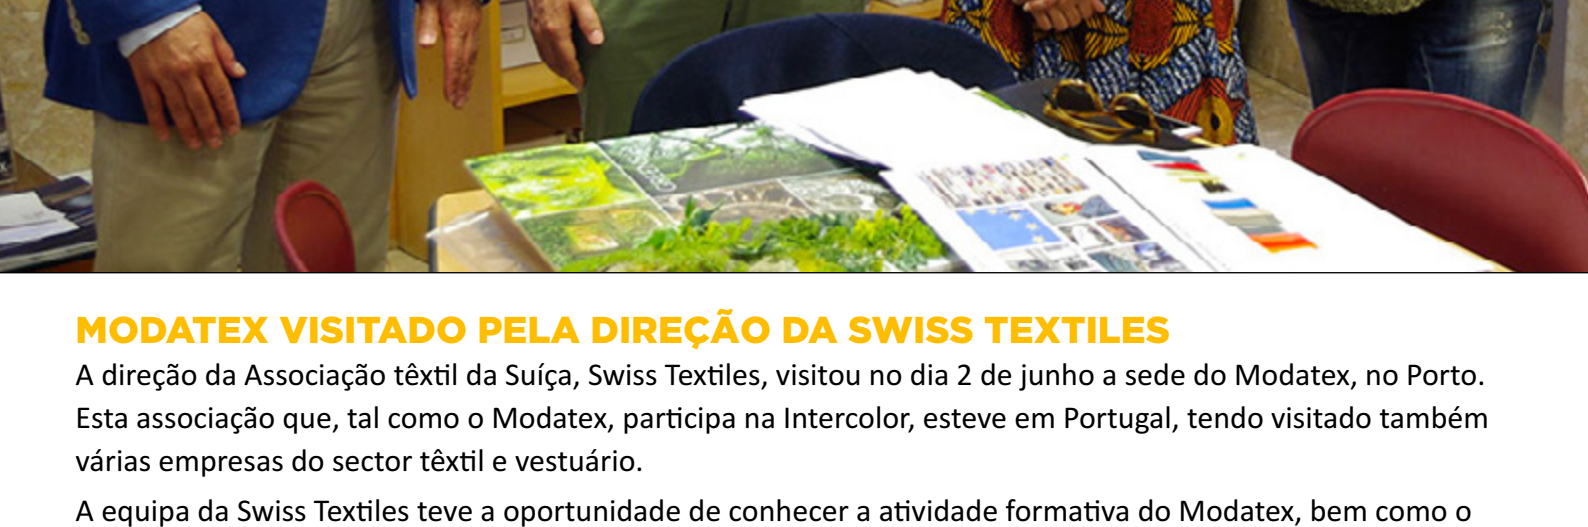 MODATEX VISITADO PELA DIREÇÃO DA SWISS TEXTILES
A direção da Associação têxtil da Suíça, Swiss Textiles, visitou no dia 2 de junho a sede do Modatex, no Porto.
Esta associação que, tal como o Modatex, participa na Intercolor, esteve em Portugal, tendo visitado também
várias empresas do sector têxtil e vestuário.
A equipa da Swiss Textiles teve a oportunidade de conhecer a atividade formativa do Modatex, bem como o